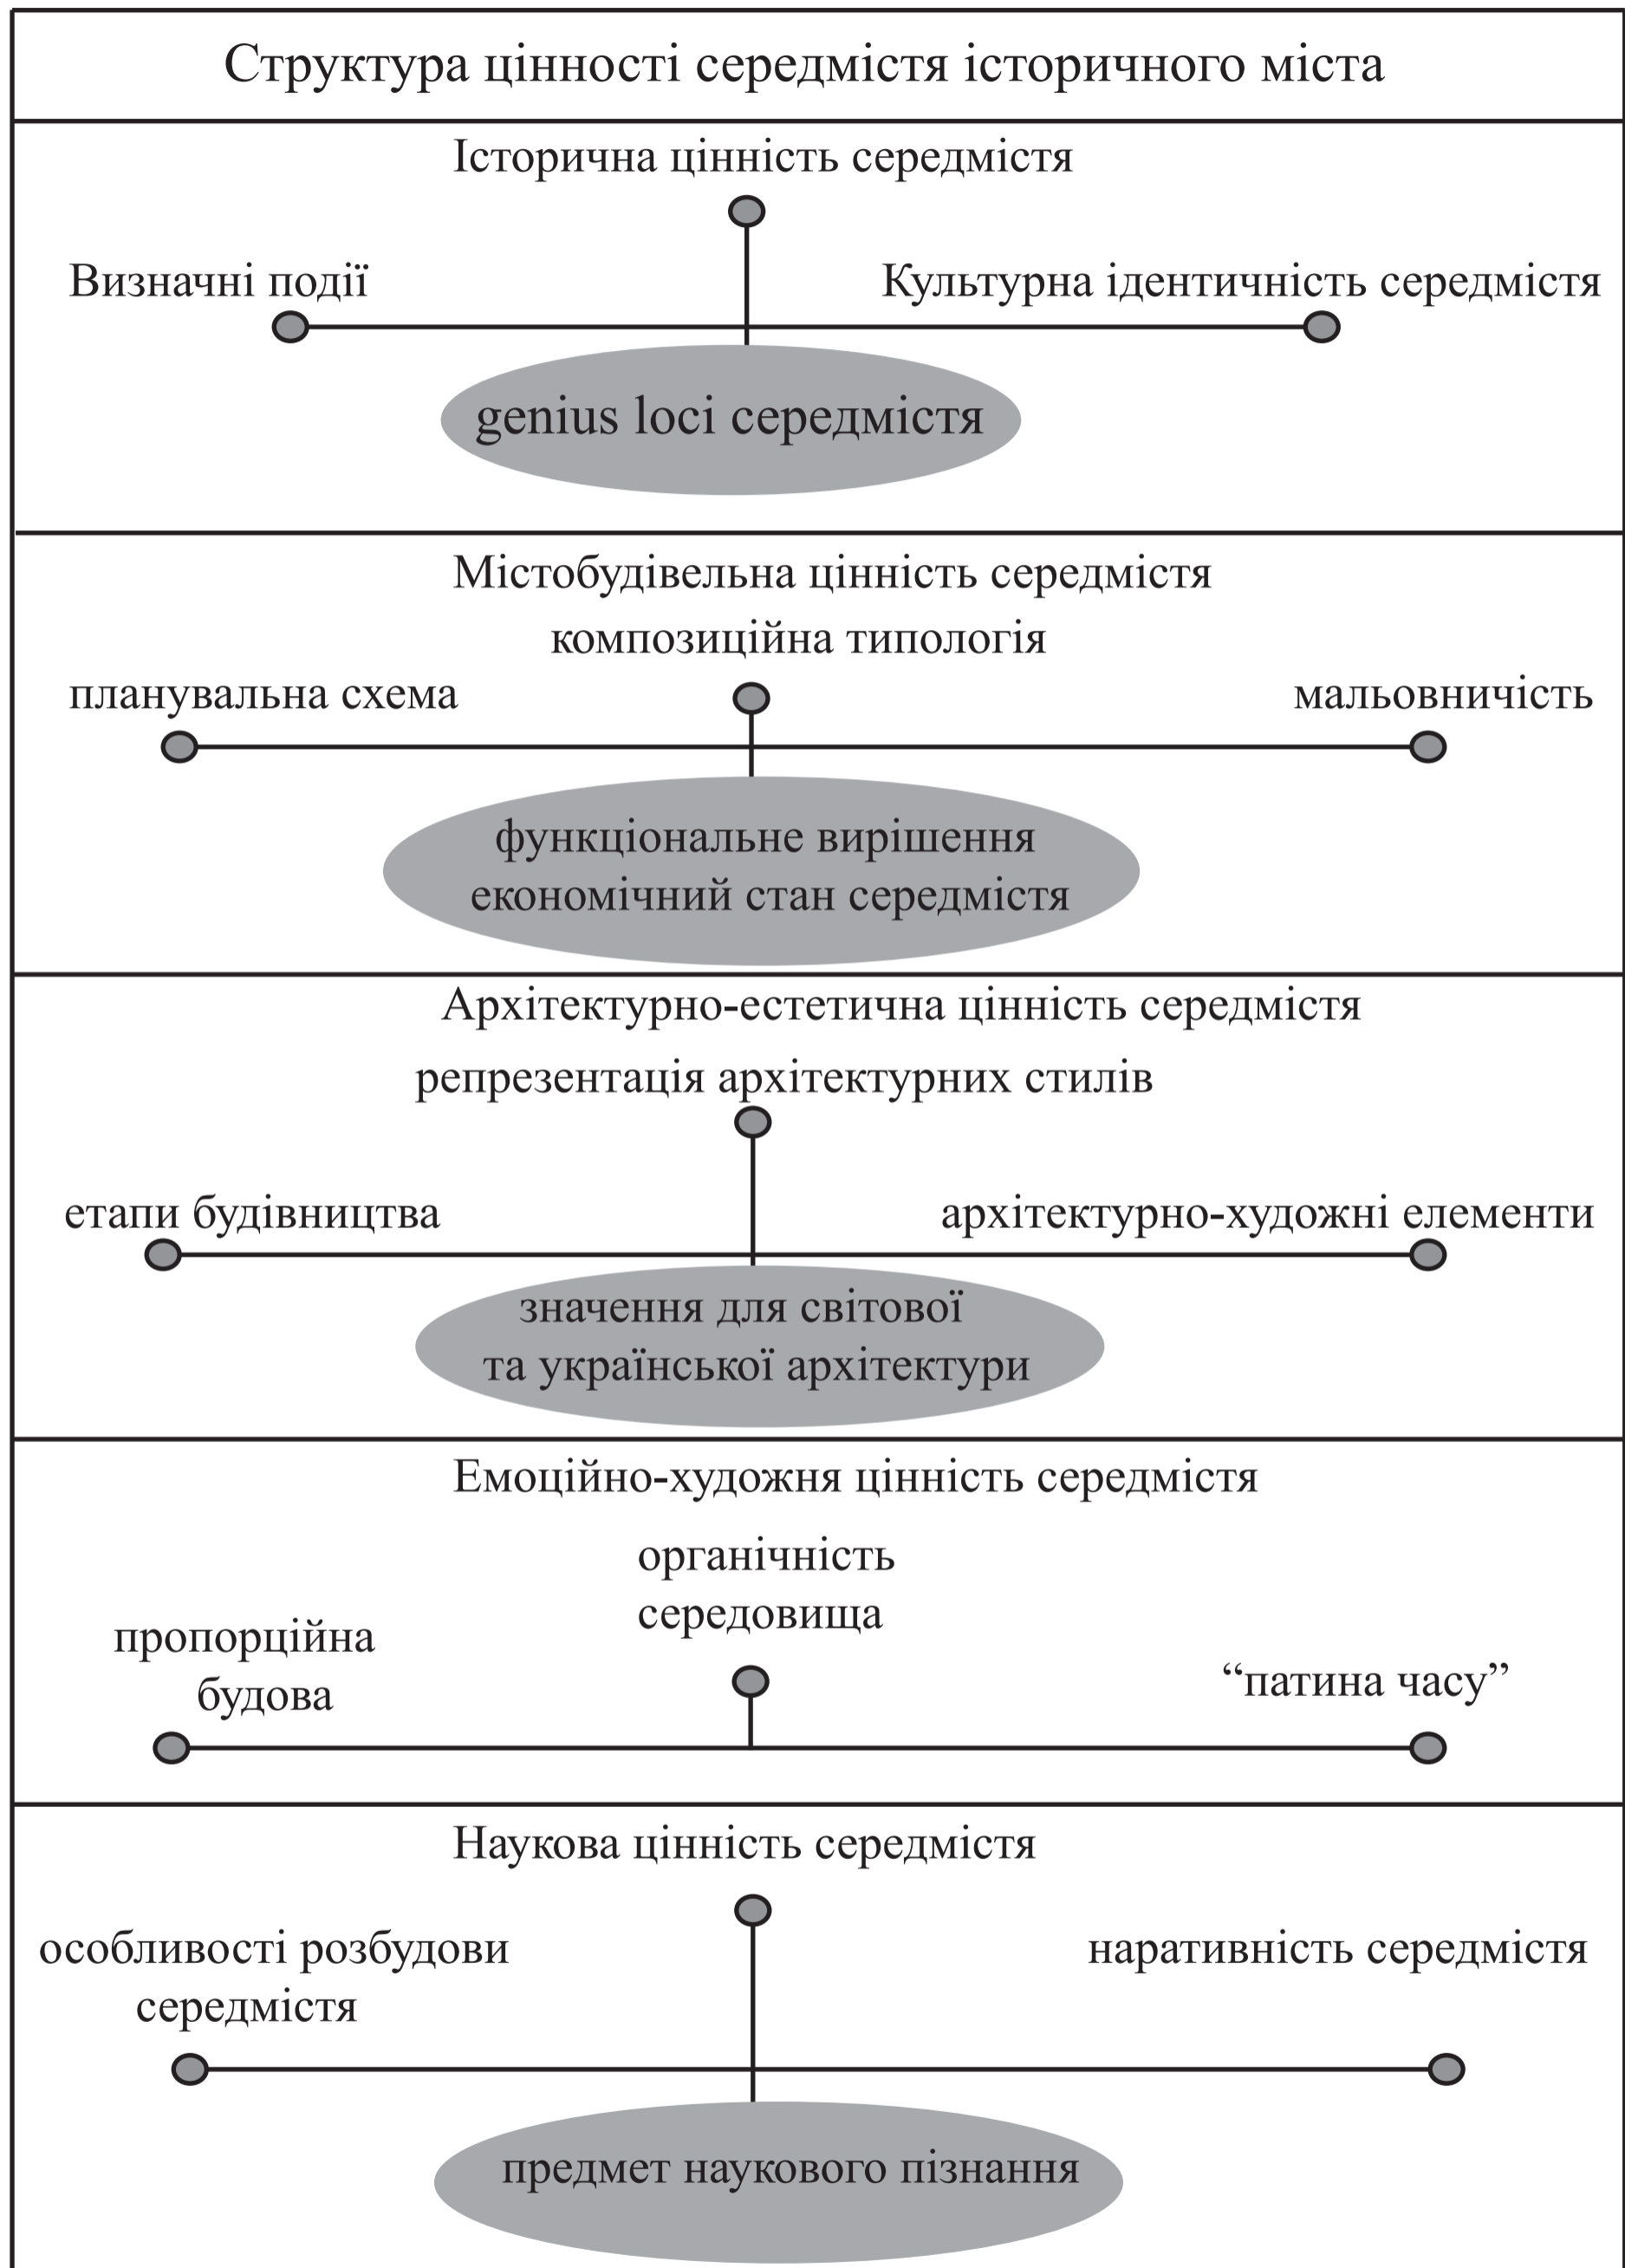 Структура цінності середмістя історичного міста
Історична цінність середмістя
Визначні події
Культурна ідентичність середмістя
genius loci середмістя
Містобудівельна цінність середмістя
композиційна типологія
планувальна схема
мальовничість
функціональне вирішення
економічний стан середмістя
Архітектурно-естетична цінність середмістя
репрезентація архітектурних стилів
етапи будівництва
архітектурно-художні елементи
значення для світової
та української архітектури
Емоційно-художня цінність середмістя
органічність
середовища
пропорційна
будова
“патина часу”
Наукова цінність середмістя
особливості розбудови
середмістя
наративність середмістя
предмет наукового пізнання